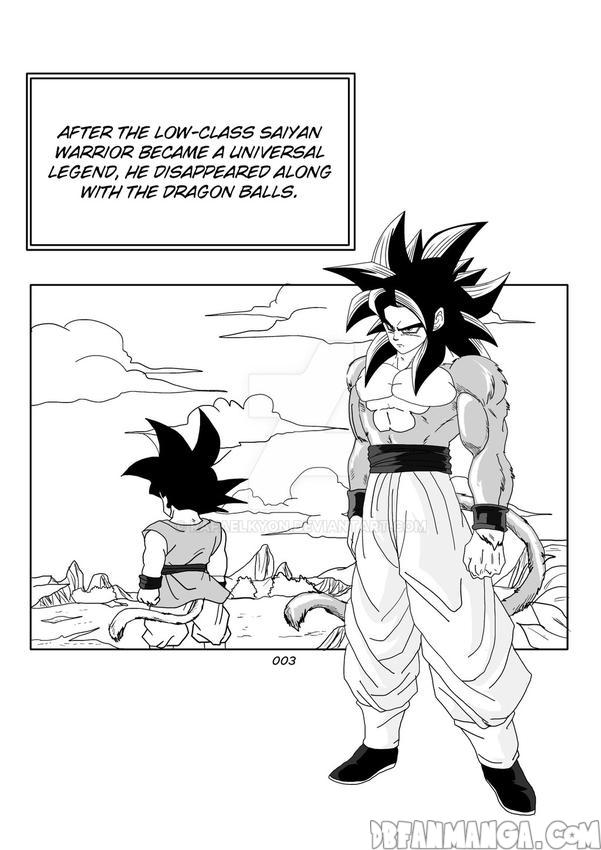 AFTER THE LOW-CLASS SAIYAN
WARRIOR BECAME A UNIVERSAL
LEGEND, HE DISAPPEARED ALONG
WITH THE DRAGON BALLS.
003
DBFANMANGA.COM